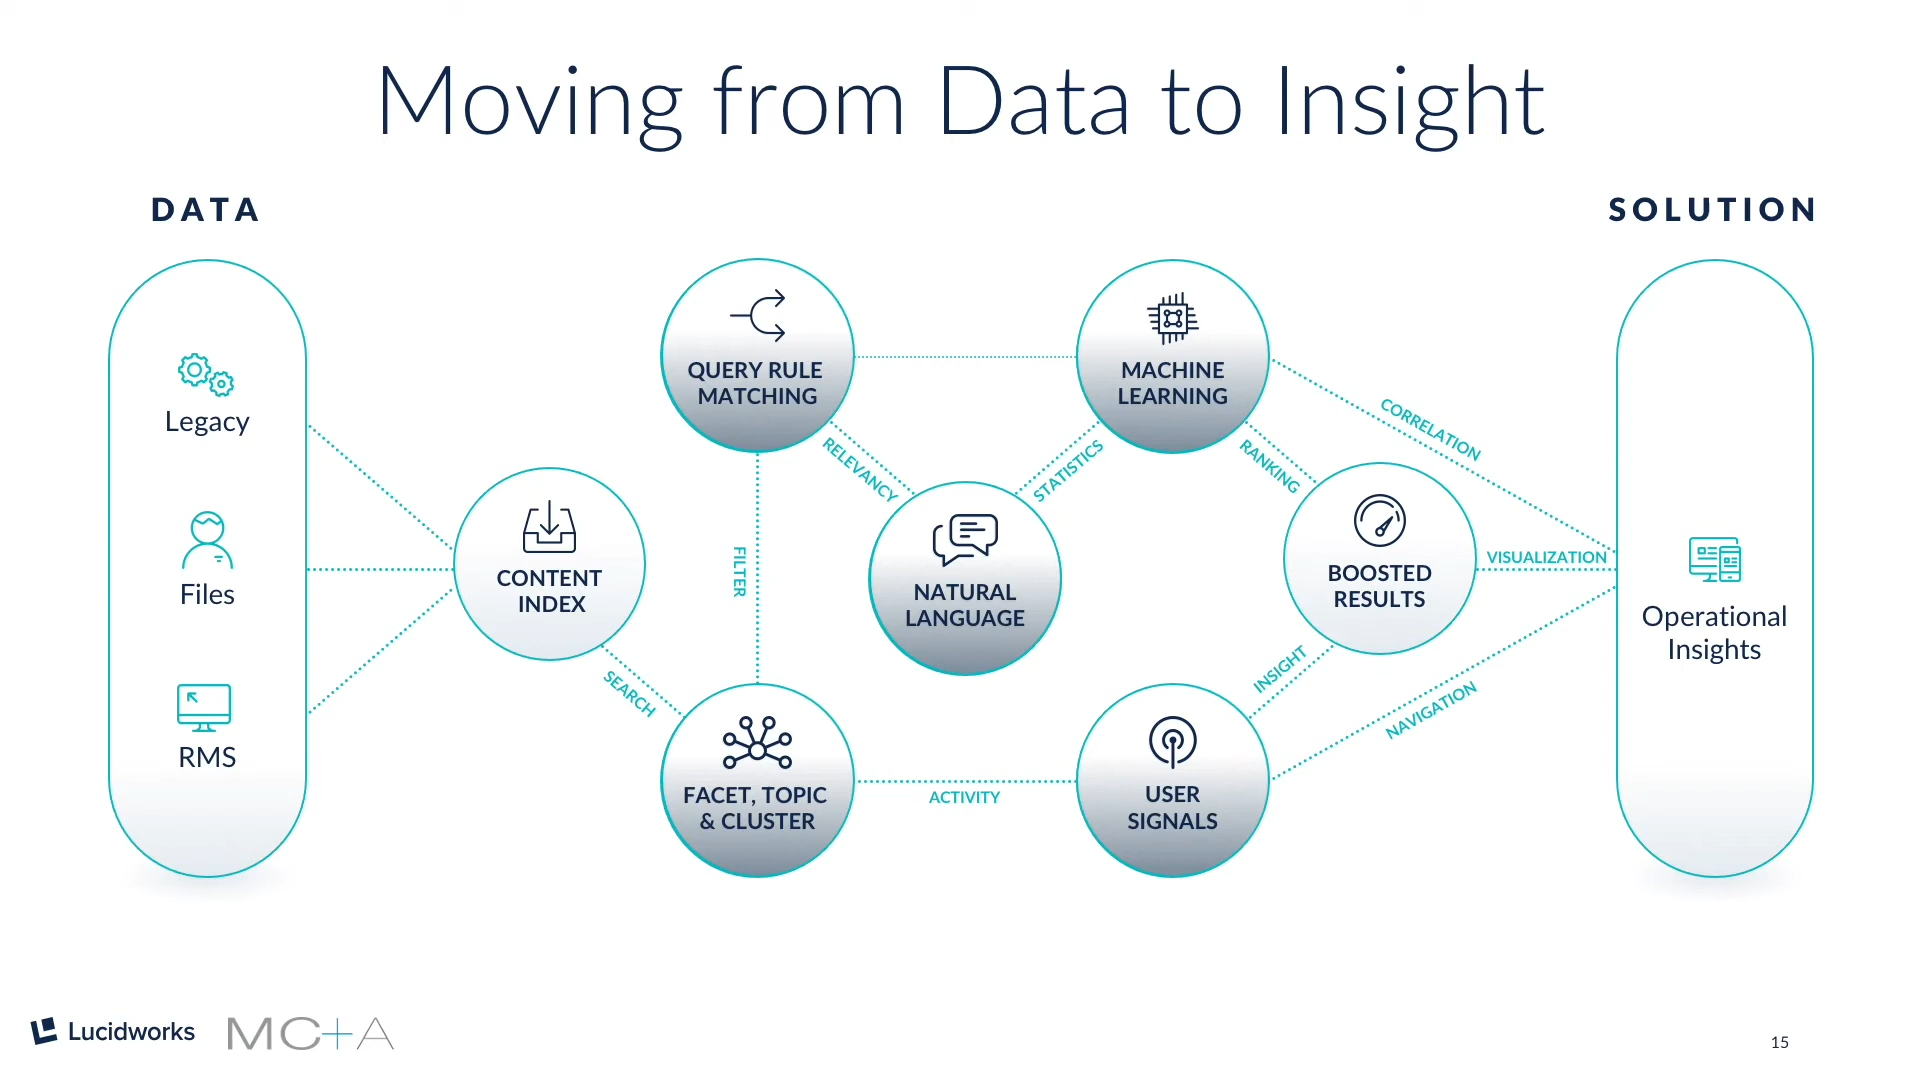 Moving from Data to Insight
DATA
SOLUTION
Legacy
Files
RMS
CONTENT
INDEX
QUERY RULE
MATCHING
MACHINE
LEARNING
NATURAL
LANGUAGE
BOOSTED
RESULTS
FACET, TOPIC
& CLUSTER
USER
SIGNALS
SEARCH
FILTER
RELEVANCY
STATISTICS
RANKING
CORRELATION
VISUALIZATION
INSIGHT
NAVIGATION
ACTIVITY
Operational
Insights
Lucidworks
MC+A
15